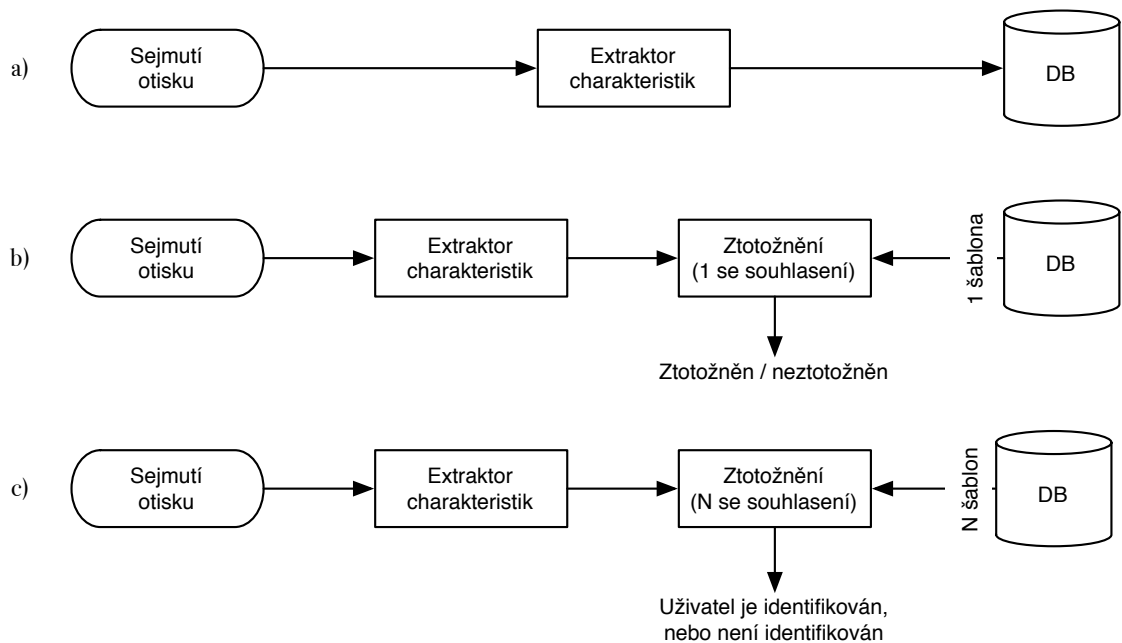 a)
Sejmutí
otisku
Extraktor
charakteristik
DB
b)
Sejmutí
otisku
Extraktor
charakteristik
Ztotožnění
(1 se souhlasení)
1 šablona
DB
Ztotožněn / neztotožněn
c)
Sejmutí
otisku
Extraktor
charakteristik
Ztotožnění
(N se souhlasení)
N šablon
DB
Uživatel je identifikován,
nebo není identifikován